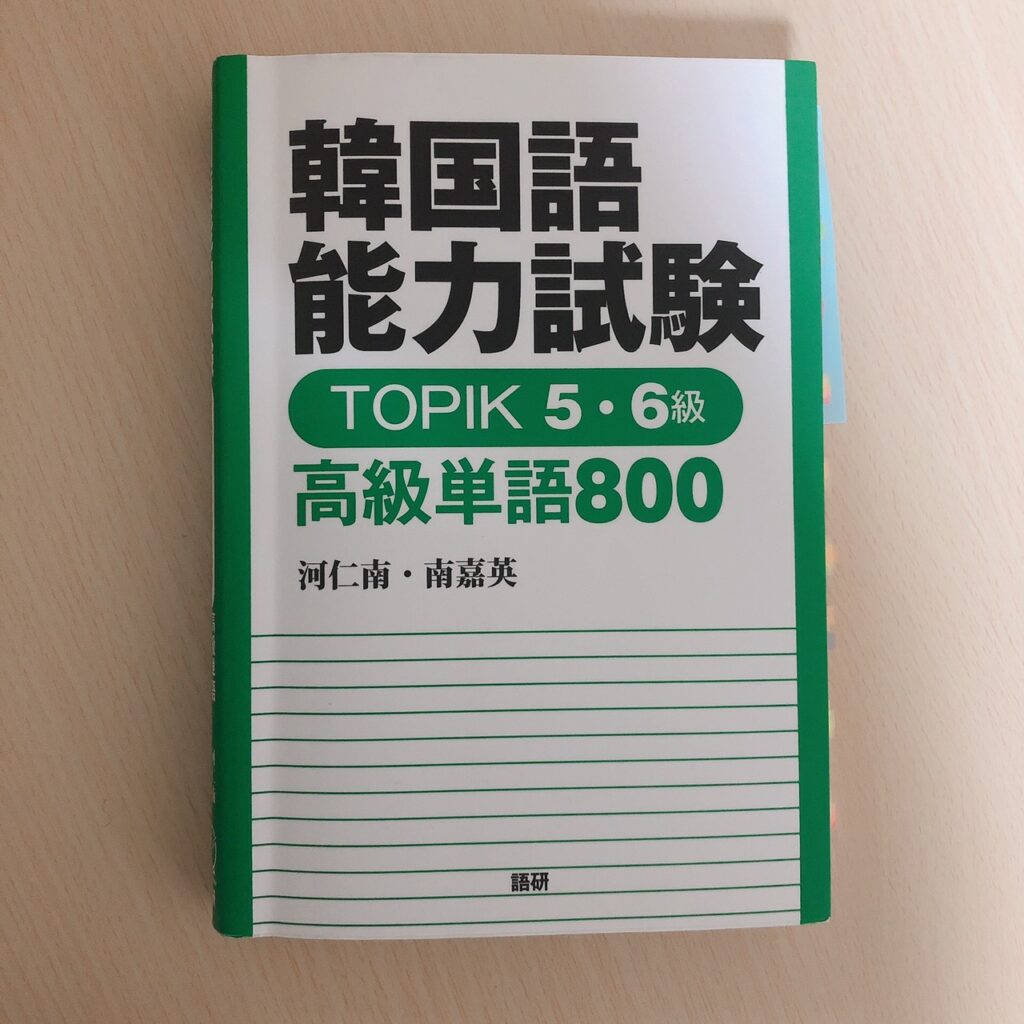 韓国語
能力試験
TOPIK 5・6級
高級単語800
河仁南・南嘉英
語研